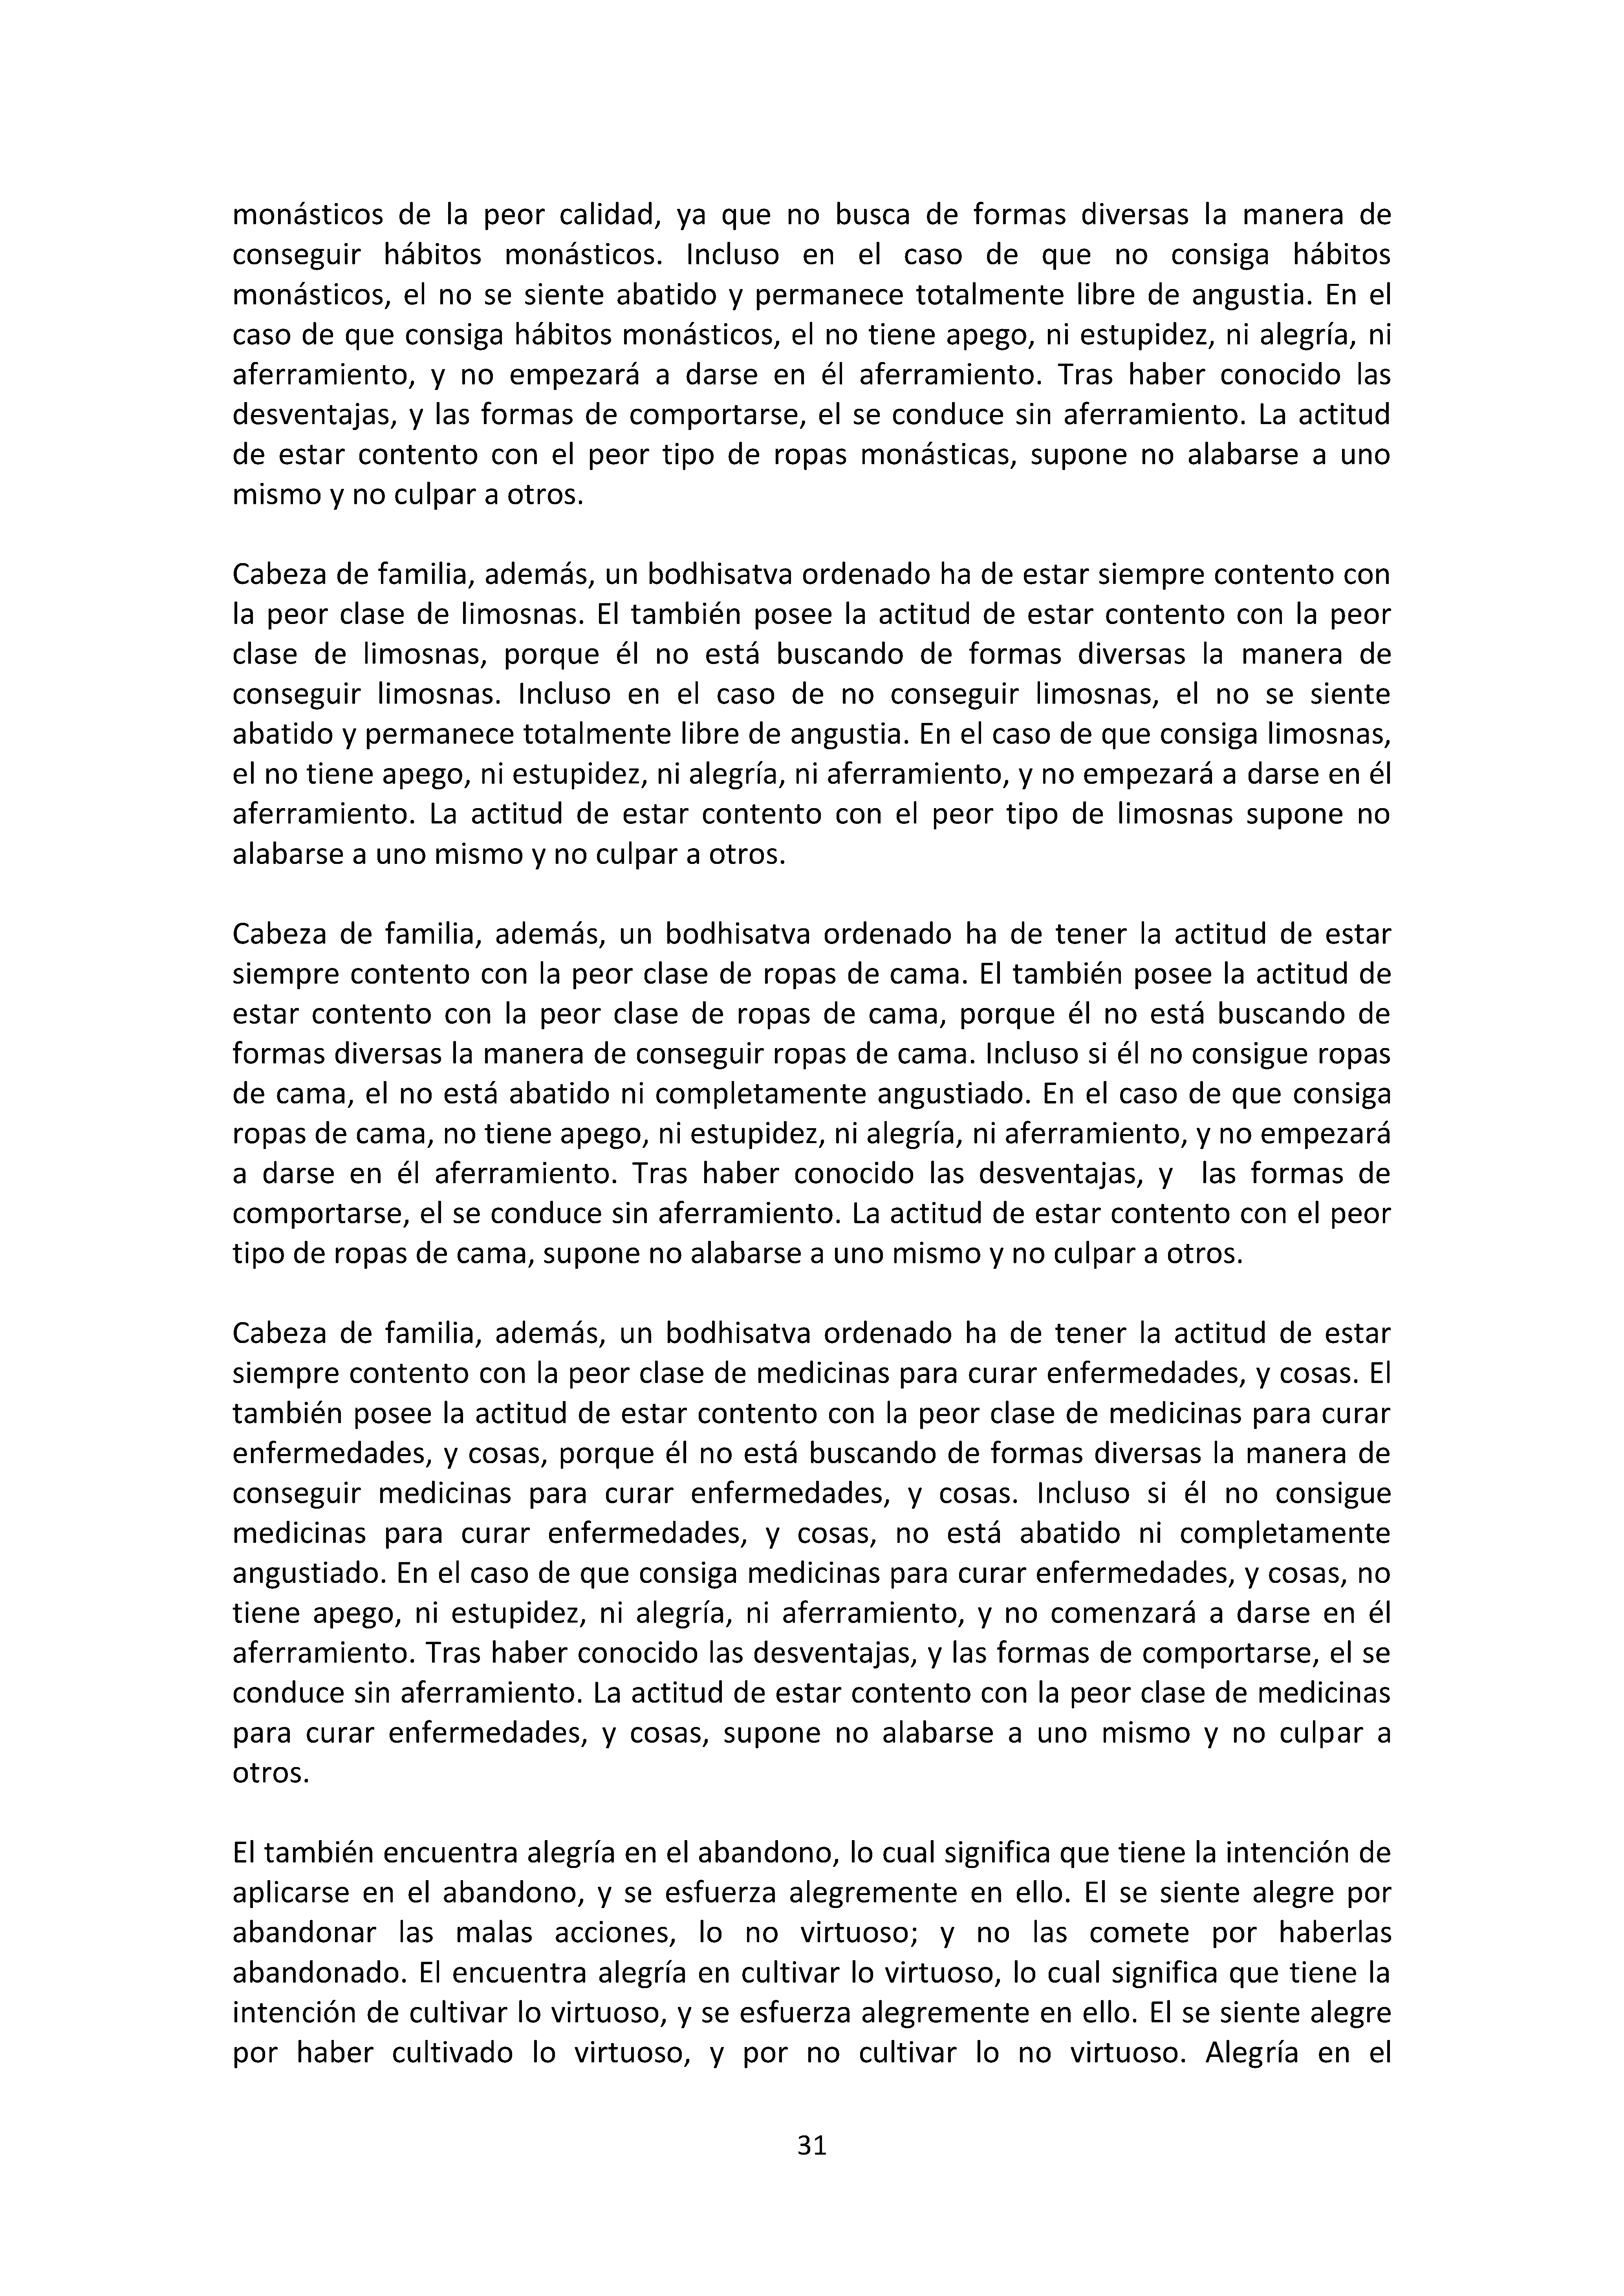 monásticos de la peor calidad, ya que no busca de formas diversas la manera de
conseguir hábitos monásticos. Incluso en el caso de que no consiga hábitos
monásticos, el no se siente abatido y permanece totalmente libre de angustia. En el
caso de que consiga hábitos monásticos, el no tiene apego, ni estupidez, ni alegría, ni
aferramiento, y no empezará a darse en él aferramiento. Tras haber conocido las
desventajas, y las formas de comportarse, el se conduce sin aferramiento. La actitud
de estar contento con el peor tipo de ropas monásticas, supone no alabarse a uno
mismo y no culpar a otros.

Cabeza de familia, además, un bodhisatva ordenado ha de estar siempre contento con
la peor clase de limosnas. El también posee la actitud de estar contento con la peor
clase de limosnas, porque él no está buscando de formas diversas la manera de
conseguir limosnas. Incluso en el caso de no conseguir limosnas, el no se siente
abatido y permanece totalmente libre de angustia. En el caso de que consiga limosnas,
el no tiene apego, ni estupidez, ni alegría, ni aferramiento, y no empezará a darse en él
aferramiento. La actitud de estar contento con el peor tipo de limosnas supone no
alabarse a uno mismo y no culpar a otros.

Cabeza de familia, además, un bodhisatva ordenado ha de tener la actitud de estar
siempre contento con la peor clase de ropas de cama. El también posee la actitud de
estar contento con la peor clase de ropas de cama, porque él no está buscando de
formas diversas la manera de conseguir ropas de cama. Incluso si él no consigue ropas
de cama, el no está abatido ni completamente angustiado. En el caso de que consiga
ropas de cama, no tiene apego, ni estupidez, ni alegría, ni aferramiento, y no empezará
a darse en él aferramiento. Tras haber conocido las desventajas, y las formas de
comportarse, el se conduce sin aferramiento. La actitud de estar contento con el peor
tipo de ropas de cama, supone no alabarse a uno mismo y no culpar a otros.

Cabeza de familia, además, un bodhisatva ordenado ha de tener la actitud de estar
siempre contento con la peor clase de medicinas para curar enfermedades, y cosas. El
también posee la actitud de estar contento con la peor clase de medicinas para curar
enfermedades, y cosas, porque él no está buscando de formas diversas la manera de
conseguir medicinas para curar enfermedades, y cosas. Incluso si él no consigue
medicinas para curar enfermedades, y cosas, no está abatido ni completamente
angustiado. En el caso de que consiga medicinas para curar enfermedades, y cosas, no
tiene apego, ni estupidez, ni alegría, ni aferramiento, y no comenzará a darse en él
aferramiento. Tras haber conocido las desventajas, y las formas de comportarse, el se
conduce sin aferramiento. La actitud de estar contento con la peor clase de medicinas
para curar enfermedades, y cosas, supone no alabarse a uno mismo y no culpar a
otros.

El también encuentra alegría en el abandono, lo cual significa que tiene la intención de
aplicarse en el abandono, y se esfuerza alegremente en ello. El se siente alegre por
abandonar las malas acciones, lo no virtuoso; y no las comete por haberlas
abandonado. El encuentra alegría en cultivar lo virtuoso, lo cual significa que tiene la
intención de cultivar lo virtuoso, y se esfuerza alegremente en ello. El se siente alegre
por haber cultivado lo virtuoso, y por no cultivar lo no virtuoso. Alegría en el

31